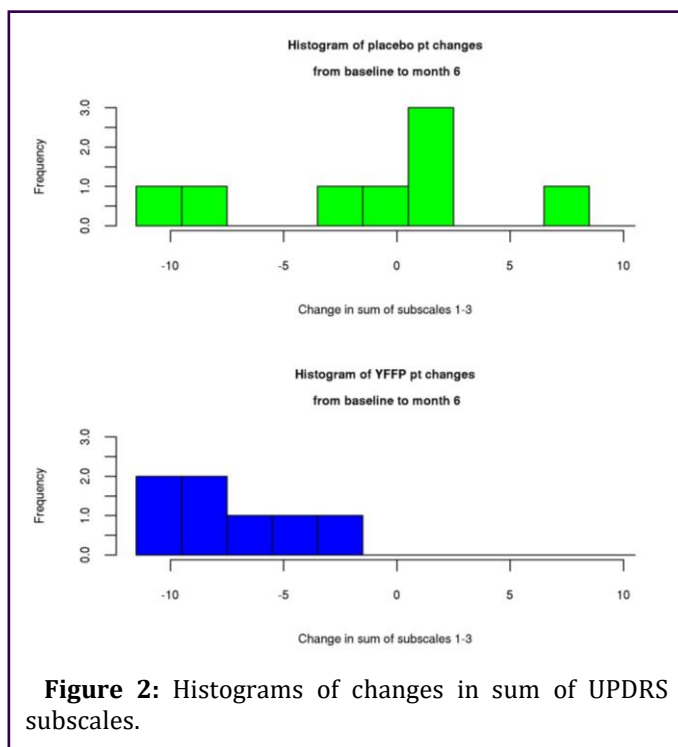 Histogram of placebo pt changes
from baseline to month 6
Frequency
3.0
2.0
1.0
0.0
-10 -5 0 5 10
Change in sum of subscales 1-3
Histogram of YFFP pt changes
from baseline to month 6
Frequency
3.0
2.0
1.0
0.0
-10 -5 0 5 10
Change in sum of subscales 1-3
Figure 2: Histograms of changes in sum of UPDRS
subscales.